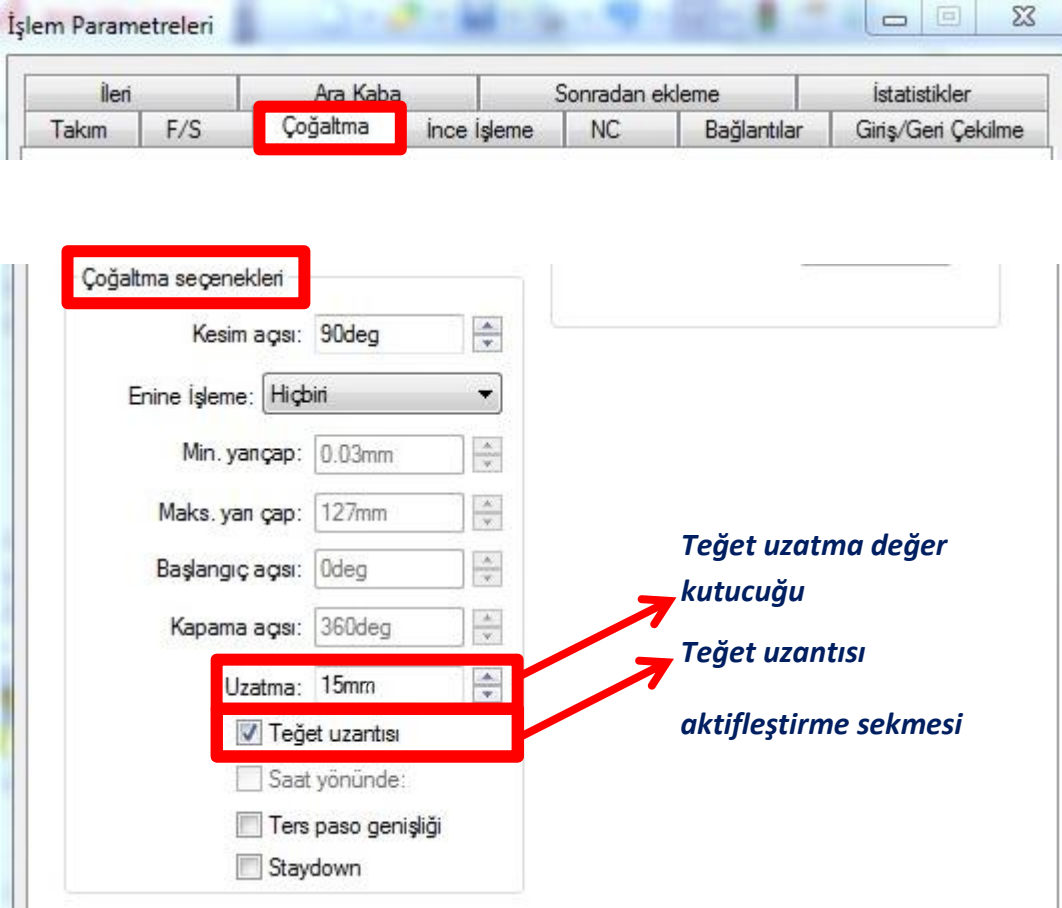 İşlem Parametreleri
İleri Ara Kaba Sonradan ekleme İstatistikler
Takım F/S Çoğaltma İnce İşleme NC Bağlantılar Giriş/Geri Çekilme
Çoğaltma seçenekleri
Kesim açısı: 90deg
Enine İşleme: Hiçbiri
Min. yarıçap: 0.03mm
Maks. yarı çap: 127mm
Başlangıç açısı: 0deg
Kapama açısı: 360deg
Uzatma: 15mm
Teğet uzantısı
Saat yönünde:
Ters paso genişliği
Staydown
Teğet uzatma değer
kutucuğu
Teğet uzantısı
aktifleştirme sekmesi